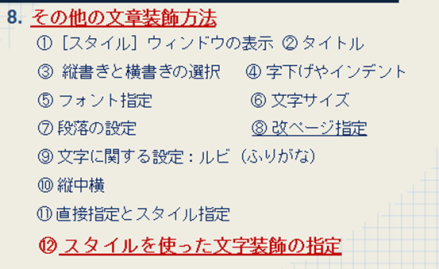 8. その他の文章装飾方法
①［スタイル］ウィンドウの表示 ②タイトル
③ 縦書きと横書きの選択 ④字下げやインデント
⑤フォント指定 ⑥文字サイズ
⑦段落の設定 ⑧改ページ指定
⑨文字に関する設定：ルビ（ふりがな）
⑩縦中横
⑪直接指定とスタイル指定
⑫スタイルを使った文字装飾の指定